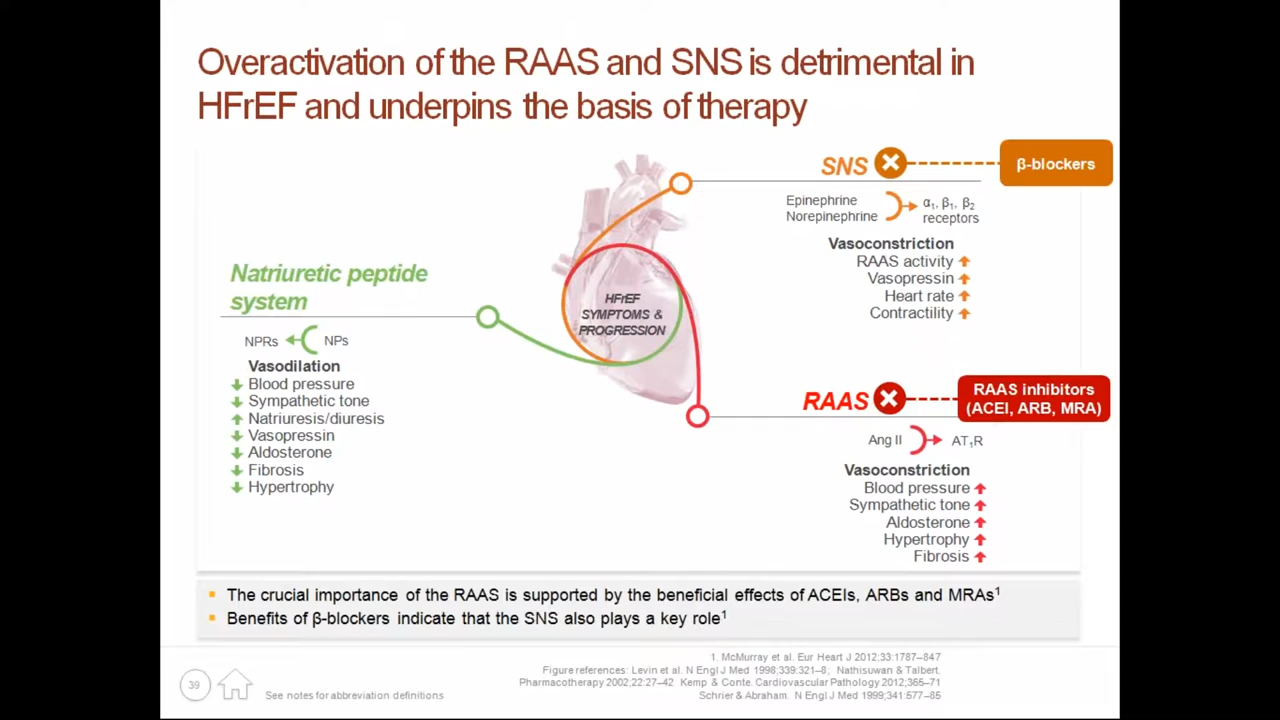 Overactivation of the RAAS and SNS is detrimental in
HFrEF and underpins the basis of therapy
SNS
β-blockers
Epinephrine
Norepinephrine
α1, β1, β2
receptors
Vasoconstriction
RAAS activity
Vasopressin
Heart rate
Contractility
Natriuretic peptide
system
NPRs
NPs
Vasodilation
Blood pressure
Sympathetic tone
Natriuresis/diuresis
Vasopressin
Aldosterone
Fibrosis
Hypertrophy
HFrEF
SYMPTOMS &
PROGRESSION
RAAS
RAAS inhibitors
(ACEI, ARB, MRA)
Ang II
AT1R
Vasoconstriction
Blood pressure
Sympathetic tone
Aldosterone
Hypertrophy
Fibrosis
The crucial importance of the RAAS is supported by the beneficial effects of ACEIs, ARBs and MRAs1
Benefits of β-blockers indicate that the SNS also plays a key role1
1. McMurray et al. Eur Heart J 2012;33:1787–847
Figure references: Levin et al. N Engl J Med 1998;339:321–8; Nathisuwan & Talbert.
Pharmacotherapy 2002;22:27–42 Kemp & Conte. Cardiovascular Pathology 2012;365–71
Schrier & Abraham. N Engl J Med 1999;341:577–85
39
See notes for abbreviation definitions